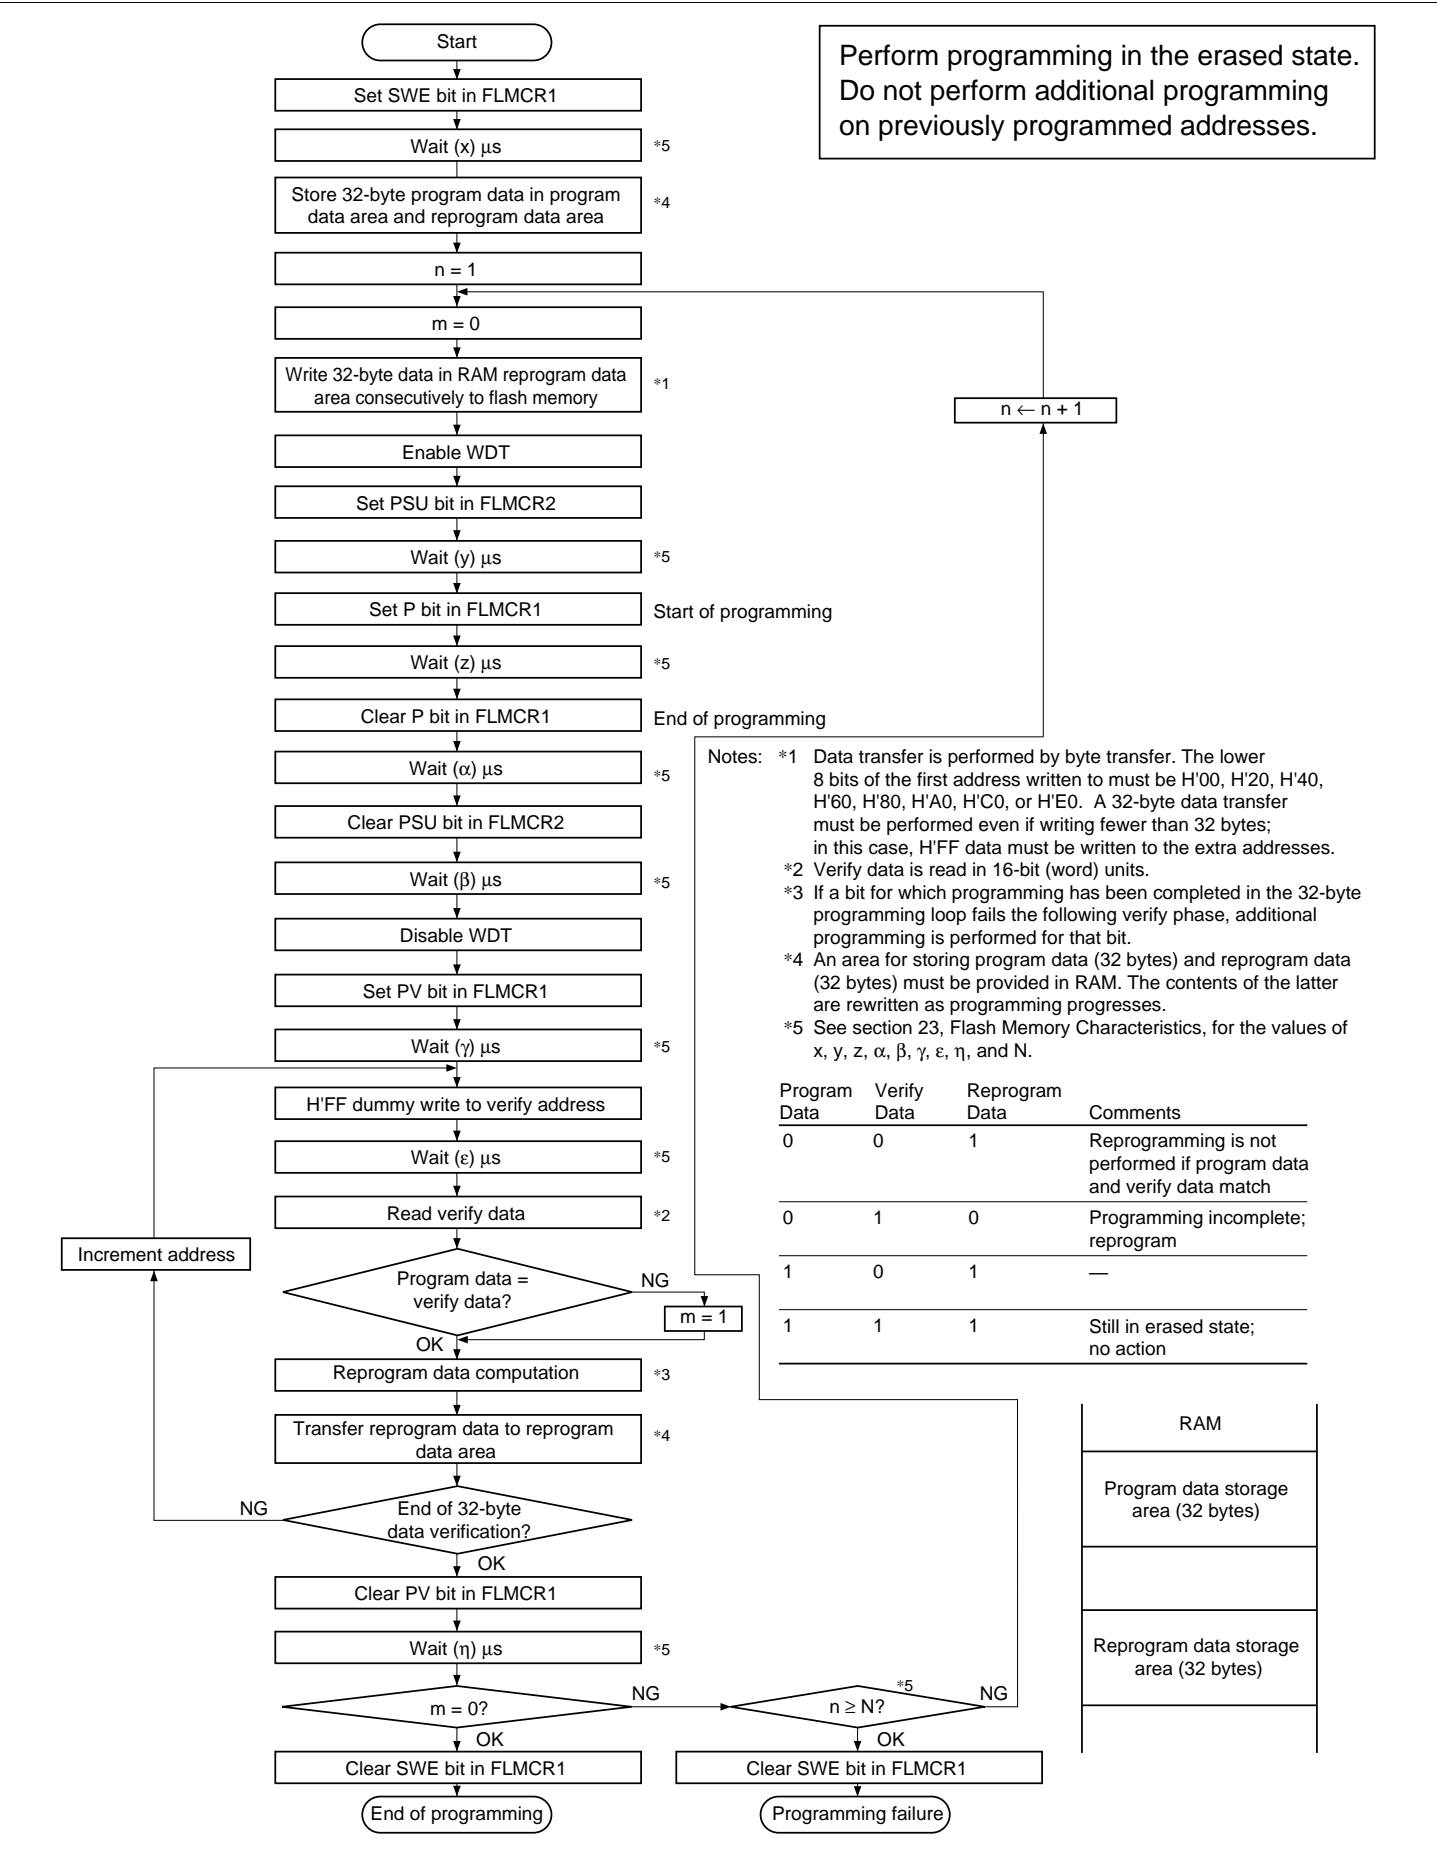 Start
Perform programming in the erased state.
Do not perform additional programming
on previously programmed addresses.
Set SWE bit in FLMCR1
Wait (x) μs
*5
Store 32-byte program data in program
data area and reprogram data area
*4
n = 1
m = 0
Write 32-byte data in RAM reprogram data
area consecutively to flash memory
*1
n ← n + 1
Enable WDT
Set PSU bit in FLMCR2
Wait (y) μs
*5
Set P bit in FLMCR1
Start of programming
Wait (z) μs
*5
Clear P bit in FLMCR1
End of programming
Wait (α) μs
*5
Clear PSU bit in FLMCR2
Wait (β) μs
*5
Disable WDT
Set PV bit in FLMCR1
Wait (γ) μs
*5
H'FF dummy write to verify address
Wait (ε) μs
*5
Read verify data
*2
Increment address
Program data =
verify data?
NG
m = 1
OK
Reprogram data computation
*3
Transfer reprogram data to reprogram
data area
*4
NG
End of 32-byte
data verification?
OK
Clear PV bit in FLMCR1
Wait (η) μs
*5
m = 0?
NG
*5
n ≥ N?
NG
OK
OK
Clear SWE bit in FLMCR1
Clear SWE bit in FLMCR1
End of programming
Programming failure
Notes: *1 Data transfer is performed by byte transfer. The lower
8 bits of the first address written to must be H'00, H'20, H'40,
H'60, H'80, H'A0, H'C0, or H'E0. A 32-byte data transfer
must be performed even if writing fewer than 32 bytes;
in this case, H'FF data must be written to the extra addresses.
*2 Verify data is read in 16-bit (word) units.
*3 If a bit for which programming has been completed in the 32-byte
programming loop fails the following verify phase, additional
programming is performed for that bit.
*4 An area for storing program data (32 bytes) and reprogram data
(32 bytes) must be provided in RAM. The contents of the latter
are rewritten as programming progresses.
*5 See section 23, Flash Memory Characteristics, for the values of
x, y, z, α, β, γ, ε, η, and N.
Program Verify Reprogram
Data Data Data Comments
0 0 1 Reprogramming is not
performed if program data
and verify data match
0 1 0 Programming incomplete;
reprogram
1 0 1 —
1 1 1 Still in erased state;
no action
RAM
Program data storage
area (32 bytes)
Reprogram data storage
area (32 bytes)